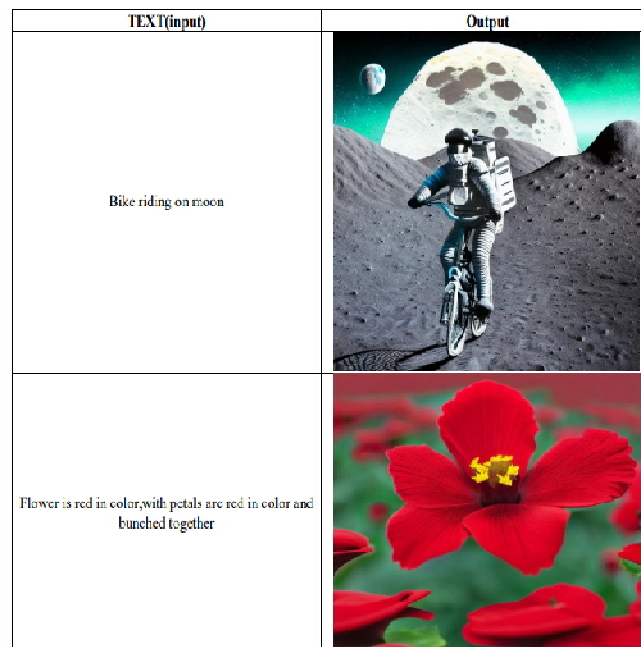 TEXT(input)
Output
Bike riding on moon
Flower is red in color,with petals are red in color and
bunched together